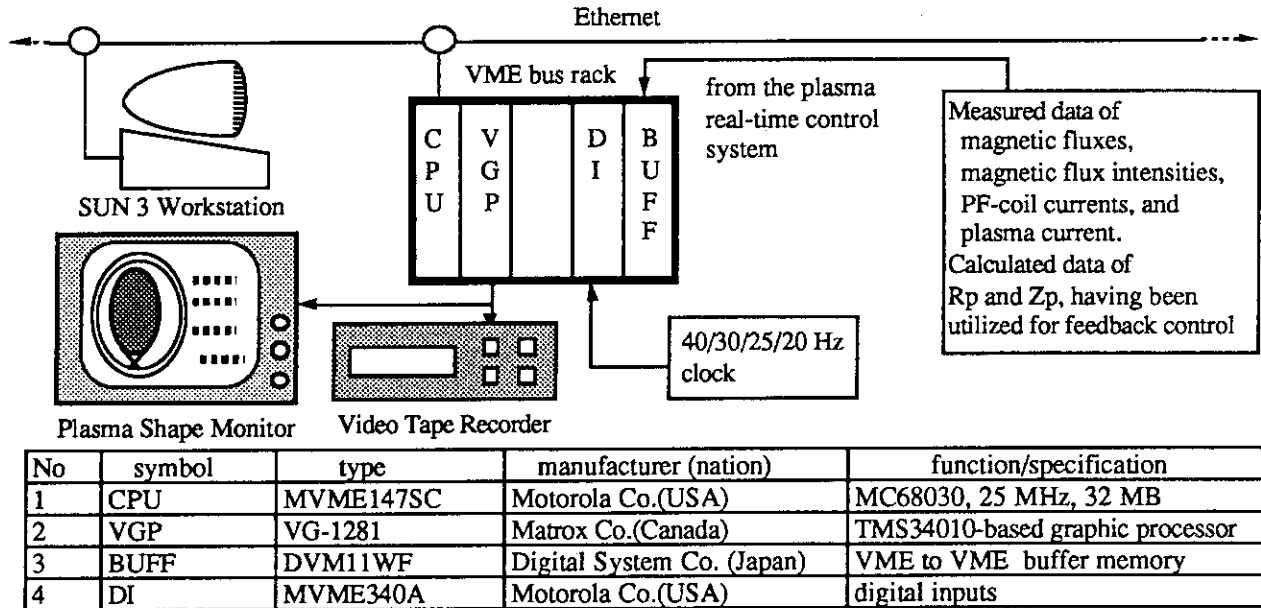 Ethernet
VME bus rack
CPU
VGP
DI
BUFF
from the plasma
real-time control
system
Measured data of
magnetic fluxes,
magnetic flux intensities,
PF-coil currents, and
plasma current.
Calculated data of
Rp and Zp, having been
utilized for feedback control
SUN 3 Workstation
40/30/25/20 Hz
clock
Plasma Shape Monitor
Video Tape Recorder
No symbol type manufacturer (nation) function/specification
1 CPU MVME147SC Motorola Co.(USA) MC68030, 25 MHz, 32 MB
2 VGP VG-1281 Matrox Co.(Canada) TMS34010-based graphic processor
3 BUFF DVM11WF Digital System Co. (Japan) VME to VME buffer memory
4 DI MVME340A Motorola Co.(USA) digital inputs